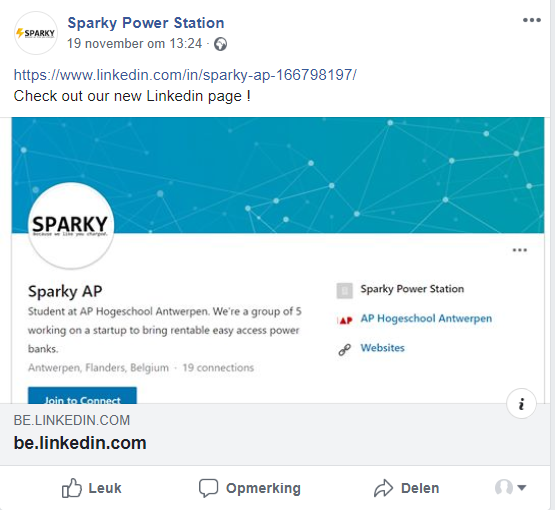 SPARKY
Sparky Power Station
19 november om 13:24 ·
https://www.linkedin.com/in/sparky-ap-166798197/
Check out our new Linkedin page !
SPARKY
Because we like you charged.
Sparky AP
Student at AP Hogeschool Antwerpen. We're a group of 5
working on a startup to bring rentable easy access power
banks.
Antwerpen, Flanders, Belgium · 19 connections
Join to Connect
Sparky Power Station
AP
AP Hogeschool Antwerpen
Websites
i
BE.LINKEDIN.COM
be.linkedin.com
Leuk
Opmerking
Delen